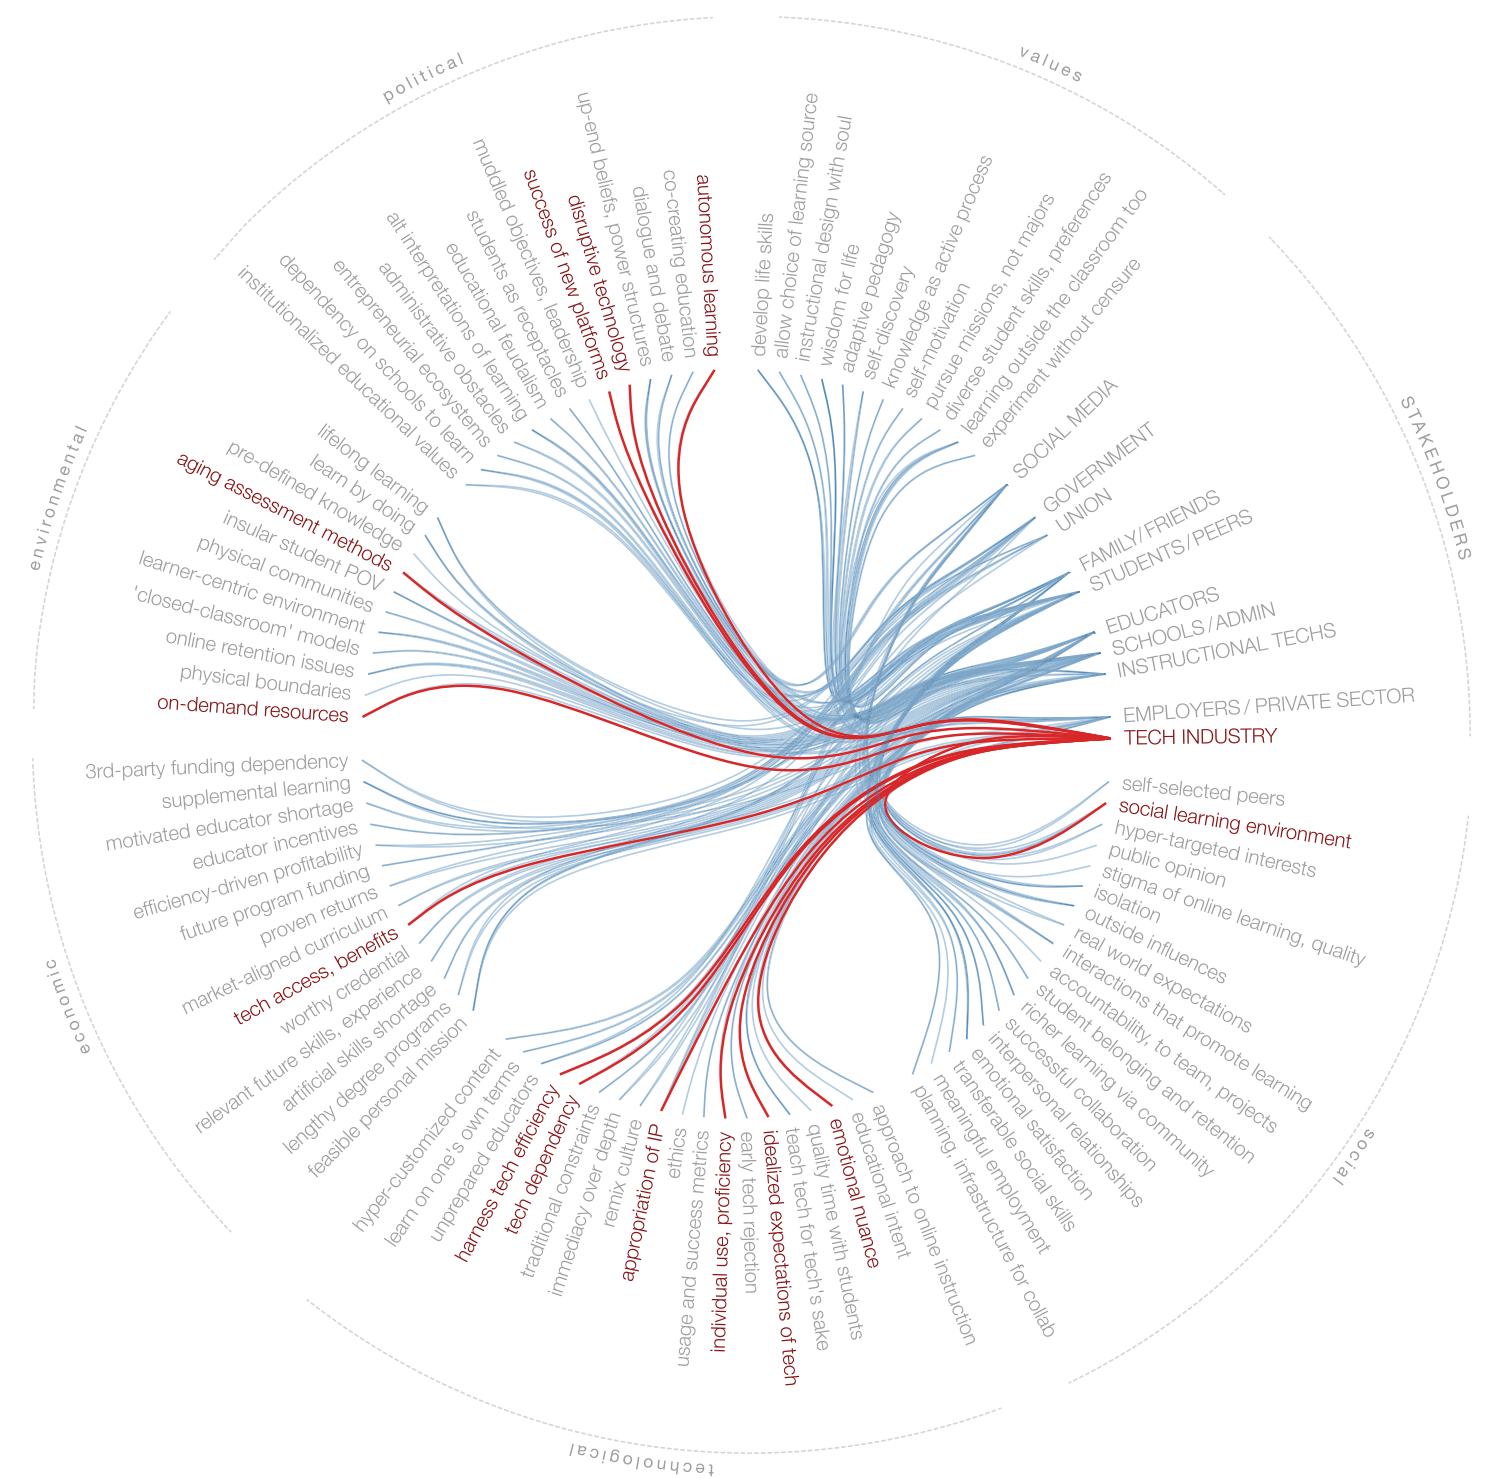 values
develop life skills
allow choice of learning source
instructional design with soul
wisdom for life
adaptive pedagogy
self-discovery
knowledge as active process
self-motivation
pursue missions, not majors
diverse student skills, preferences
learning outside the classroom too
experiment without censure
STAKEHOLDERS
SOCIAL MEDIA
GOVERNMENT
UNION
FAMILY/FRIENDS
STUDENTS/PEERS
EDUCATORS
SCHOOLS/ADMIN
INSTRUCTIONAL TECHS
EMPLOYERS / PRIVATE SECTOR
TECH INDUSTRY
social
self-selected peers
social learning environment
hyper-targeted interests
public opinion
stigma of online learning, quality
isolation
outside influences
real world expectations
interactions that promote learning
accountability, to team, projects
student belonging and retention
richer learning via community
successful collaboration
interpersonal relationships
emotional satisfaction
transferable social skills
meaningful employment
planning, infrastructure for collab
technological
approach to online instruction
educational intent
emotional nuance
quality time with students
teach tech for tech's sake
idealized expectations of tech
early tech rejection
individual use, proficiency
usage and success metrics
ethics
appropriation of IP
remix culture
immediacy over depth
traditional constraints
tech dependency
harness tech efficiency
unprepared educators
learn on one's own terms
hyper-customized content
economic
feasible personal mission
lengthy degree programs
artificial skills shortage
relevant future skills, experience
worthy credential
tech access, benefits
market-aligned curriculum
proven returns
future program funding
efficiency-driven profitability
educator incentives
motivated educator shortage
supplemental learning
3rd-party funding dependency
environmental
on-demand resources
physical boundaries
online retention issues
'closed-classroom' models
learner-centric environment
physical communities
insular student POV
aging assessment methods
pre-defined knowledge
learn by doing
lifelong learning
political
institutionalized educational values
dependency on schools to learn
entrepreneurial ecosystems
administrative obstacles
alt interpretations of learning
educational feudalism
students as receptacles
muddled objectives, leadership
success of new platforms
disruptive technology
up-end beliefs, power structures
dialogue and debate
co-creating education
autonomous learning